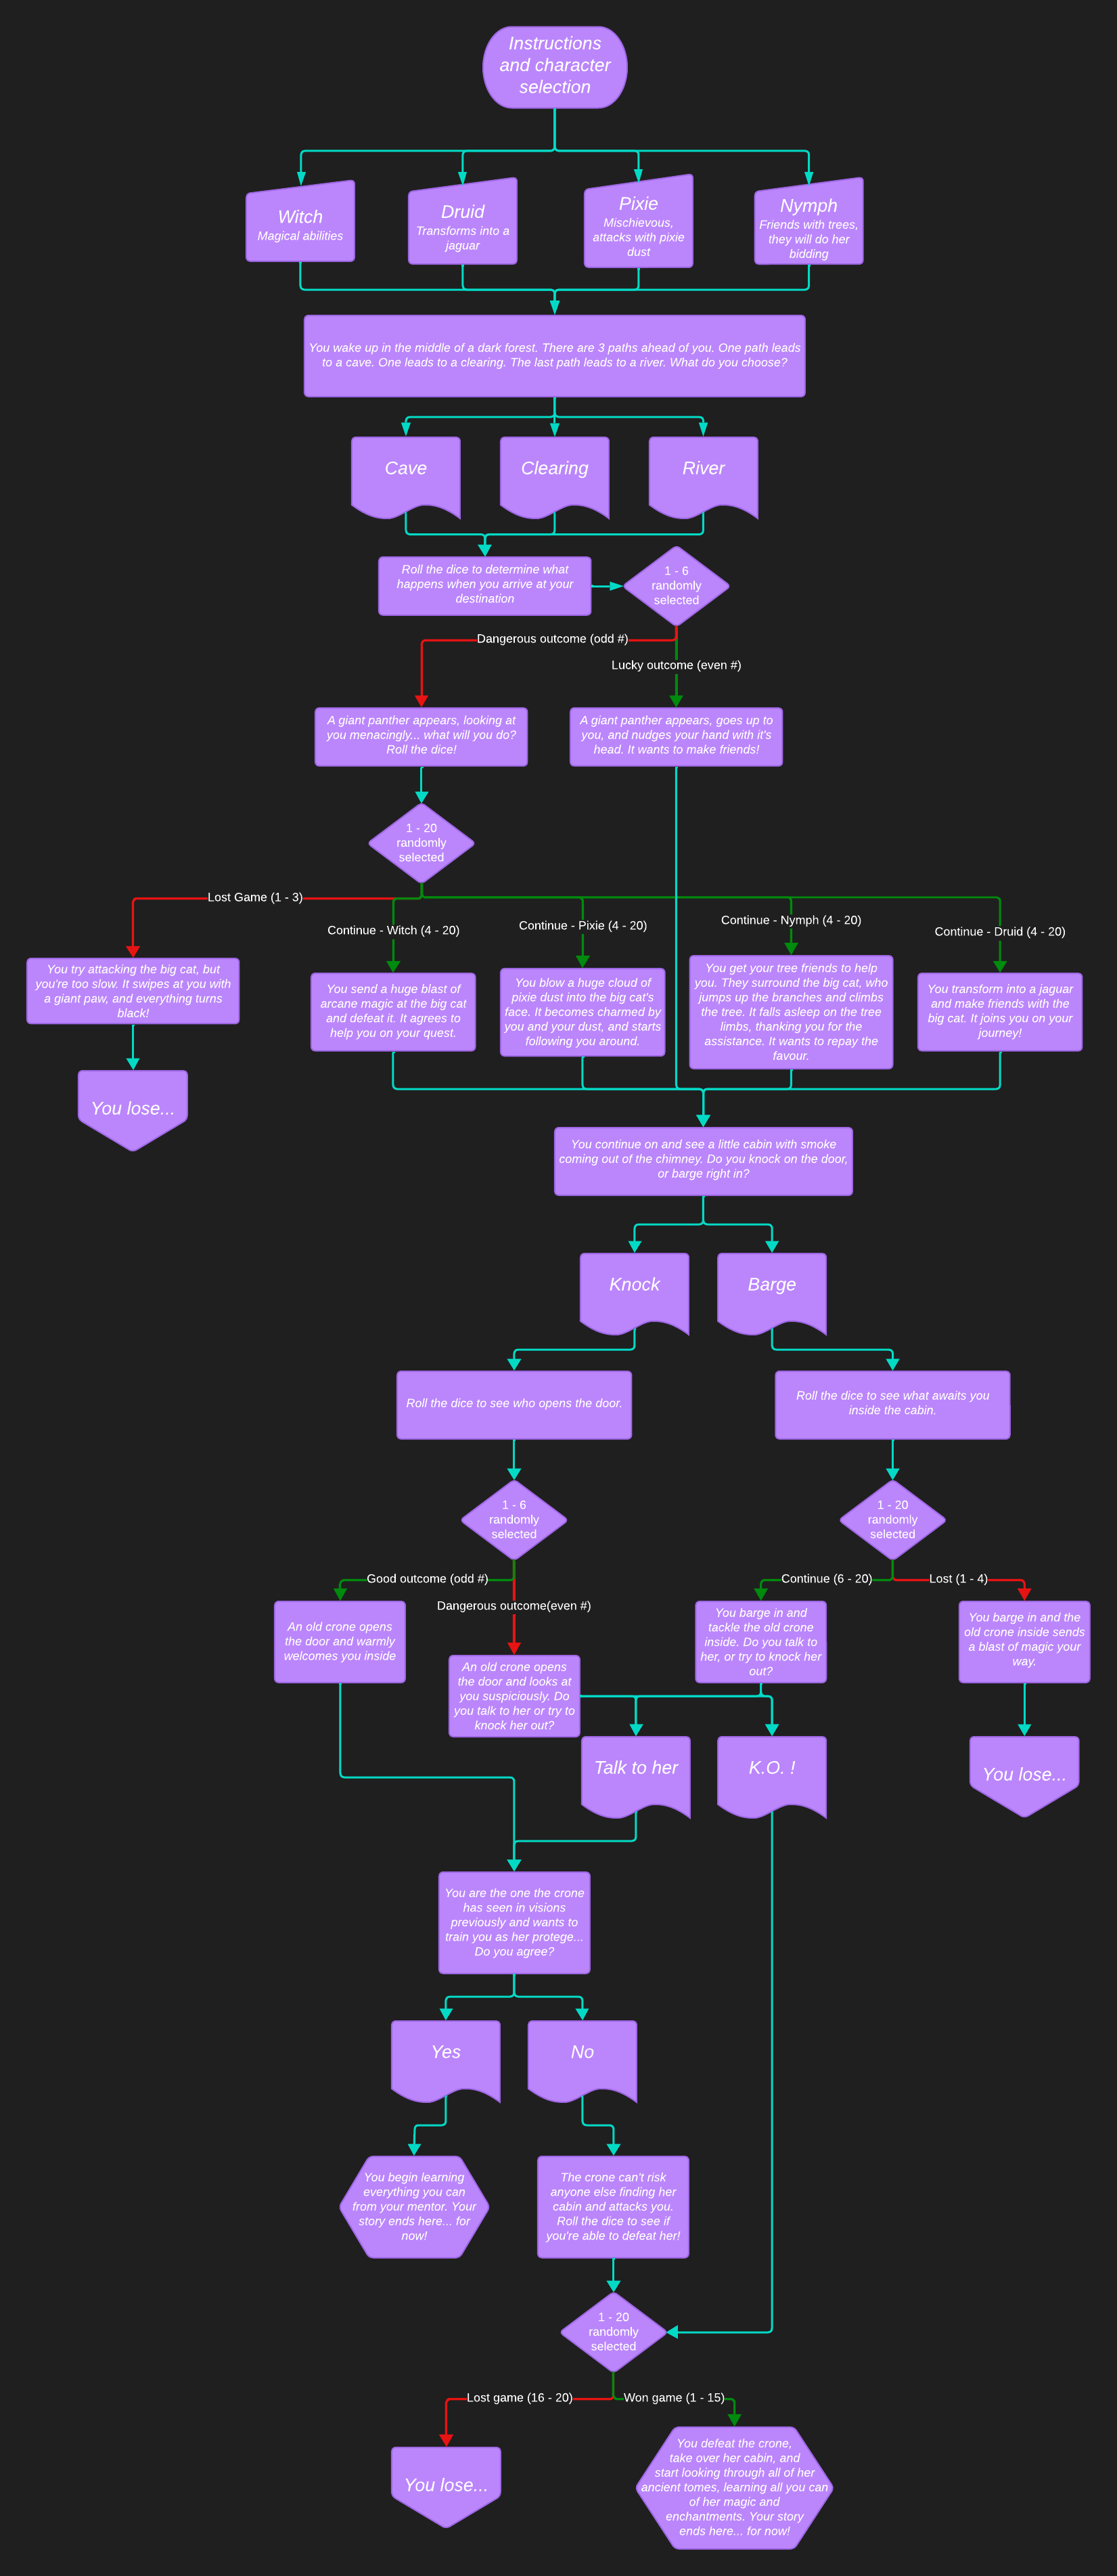 Instructions
and character
selection
Witch
Magical abilities
Druid
Transforms into a
jaguar
Pixie
Mischievous,
attacks with pixie
dust
Nymph
Friends with trees,
they will do her
bidding
You wake up in the middle of a dark forest. There are 3 paths ahead of you. One path leads
to a cave. One leads to a clearing. The last path leads to a river. What do you choose?
Cave
Clearing
River
Roll the dice to determine what
happens when you arrive at your
destination
1 - 6
randomly
selected
Dangerous outcome (odd #)
Lucky outcome (even #)
A giant panther appears, looking at
you menacingly... what will you do?
Roll the dice!
A giant panther appears, goes up to
you, and nudges your hand with it's
head. It wants to make friends!
1 - 20
randomly
selected
Lost Game (1 - 3)
Continue - Witch (4 - 20)
Continue - Pixie (4 - 20)
Continue - Nymph (4 - 20)
Continue - Druid (4 - 20)
You try attacking the big cat, but
you're too slow. It swipes at you with
a giant paw, and everything turns
black!
You send a huge blast of
arcane magic at the big cat
and defeat it. It agrees to
help you on your quest.
You blow a huge cloud of
pixie dust into the big cat's
face. It becomes charmed by
you and your dust, and starts
following you around.
You get your tree friends to help
you. They surround the big cat, who
jumps up the branches and climbs
the tree. It falls asleep on the tree
limbs, thanking you for the
assistance. It wants to repay the
favour.
You transform into a jaguar
and make friends with the
big cat. It joins you on your
journey!
You lose...
You continue on and see a little cabin with smoke
coming out of the chimney. Do you knock on the door,
or barge right in?
Knock
Barge
Roll the dice to see who opens the door.
Roll the dice to see what awaits you
inside the cabin.
1 - 6
randomly
selected
1 - 20
randomly
selected
Good outcome (odd #)
Dangerous outcome(even #)
Continue (6 - 20)
Lost (1 - 4)
An old crone opens
the door and warmly
welcomes you inside
An old crone opens
the door and looks at
you suspiciously. Do
you talk to her or try to
knock her out?
You barge in and
tackle the old crone
inside. Do you talk to
her, or try to knock her
out?
You barge in and the
old crone inside sends
a blast of magic your
way.
Talk to her
K.O. !
You lose...
You are the one the crone
has seen in visions
previously and wants to
train you as her protege...
Do you agree?
Yes
No
You begin learning
everything you can
from your mentor. Your
story ends here... for
now!
The crone can't risk
anyone else finding her
cabin and attacks you.
Roll the dice to see if
you're able to defeat her!
1 - 20
randomly
selected
Lost game (16 - 20)
Won game (1 - 15)
You lose...
You defeat the crone,
take over her cabin, and
start looking through all of her
ancient tomes, learning all you can
of her magic and
enchantments. Your story
ends here... for now!